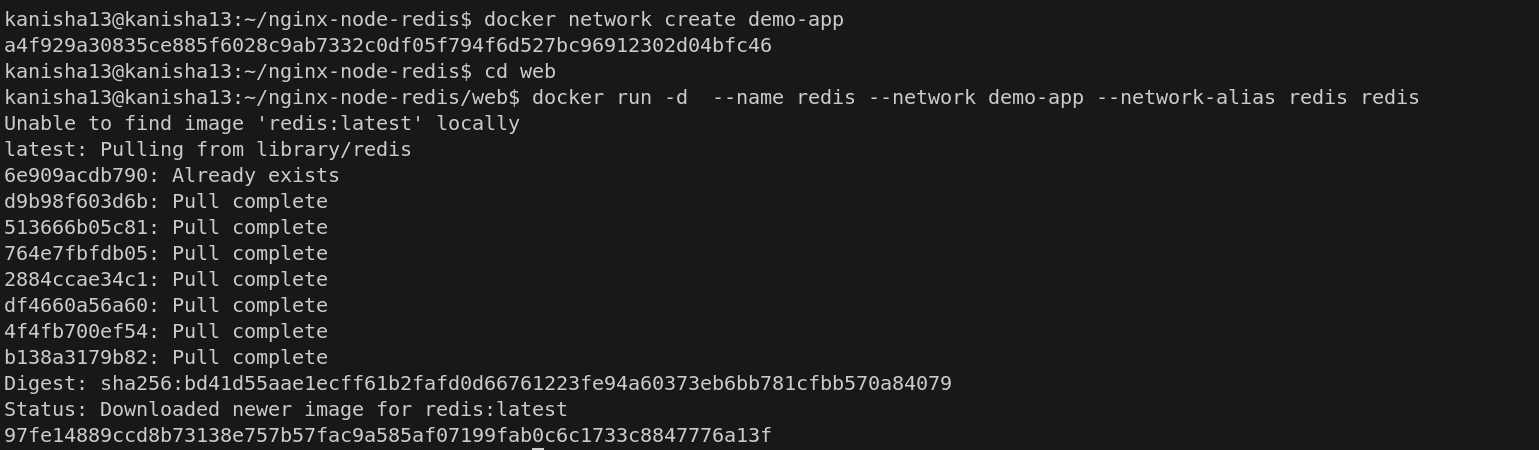 kanisha13@kanisha13:~/nginx-node-redis$ docker network create demo-app
a4f929a30835ce885f6028c9ab7332c0df05f794f6d527bc96912302d04bfc46
kanisha13@kanisha13:~/nginx-node-redis$ cd web
kanisha13@kanisha13:~/nginx-node-redis/web$ docker run -d  --name redis --network demo-app --network-alias redis redis
Unable to find image 'redis:latest' locally
latest: Pulling from library/redis
6e909acdb790: Already exists
d9b98f603d6b: Pull complete
513666b05c81: Pull complete
764e7fbfdb05: Pull complete
2884ccae34c1: Pull complete
df4660a56a60: Pull complete
4f4fb700ef54: Pull complete
b138a3179b82: Pull complete
Digest: sha256:bd41d55aae1ecff61b2fafd0d66761223fe94a60373eb6bb781cfbb570a84079
Status: Downloaded newer image for redis:latest
97fe14889ccd8b73138e757b57fac9a585af07199fab0c6c1733c8847776a13f